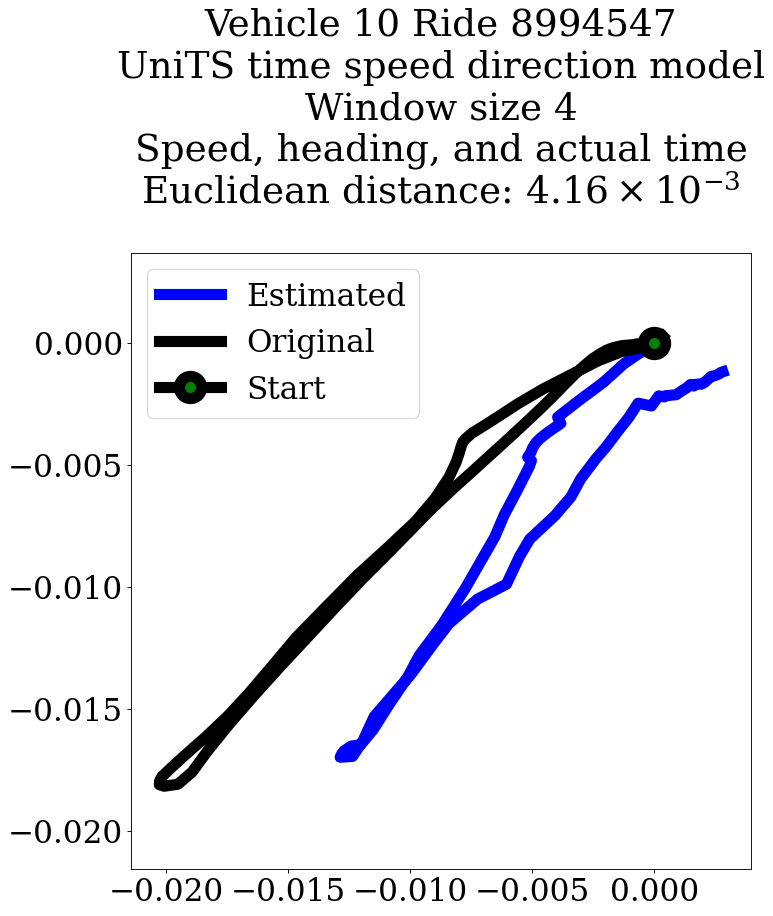 Vehicle 10 Ride 8994547
UniTS time speed direction model
Window size 4
Speed, heading, and actual time
Euclidean distance: 4.16 × 10⁻³
Estimated
Original
Start
0.000
−0.005
−0.010
−0.015
−0.020
−0.020 −0.015 −0.010 −0.005 0.000